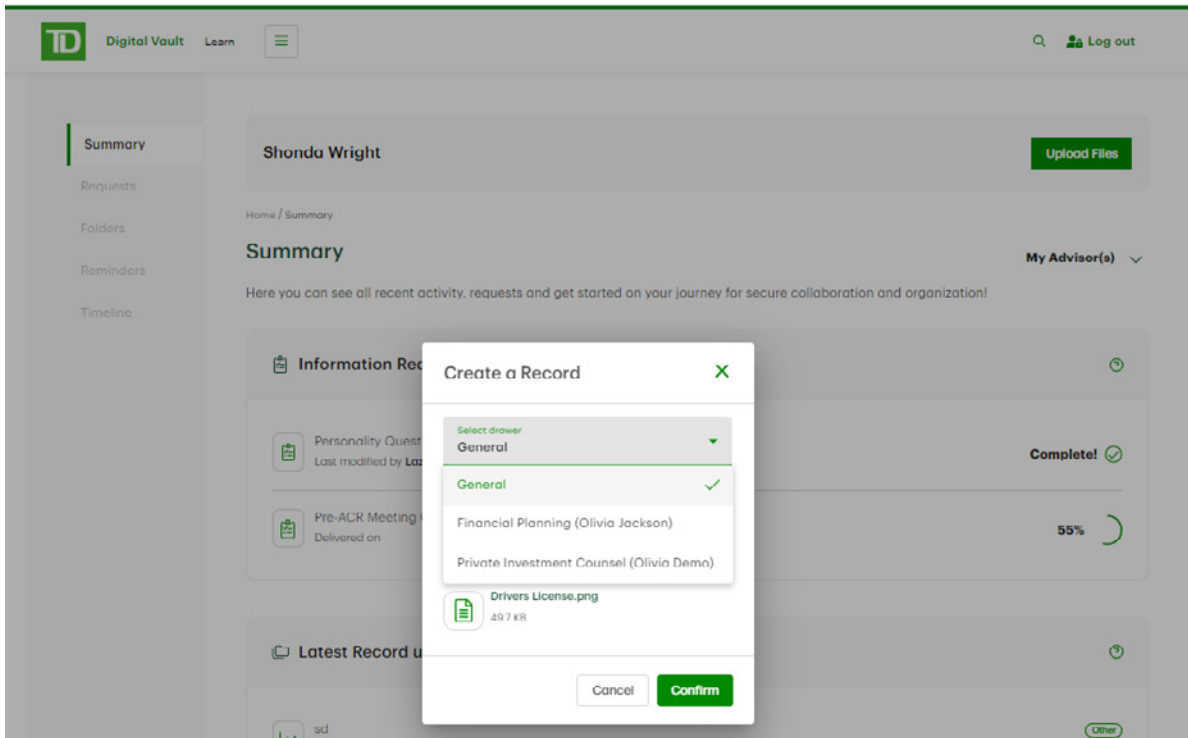 TD Digital Vault Learn Log out
Summary
Requests
Folders
Reminders
Timeline
Shonda Wright
Upload Files
Home / Summary
Summary
My Advisor(s)
Here you can see all recent activity, requests and get started on your journey for secure collaboration and organization!
Information Rec
Personality Quest
Last modified by Laz
Complete!
Pre-ACR Meeting
Delivered on
55%
Create a Record
Select drawer
General
General
Financial Planning (Olivia Jackson)
Private Investment Counsel (Olivia Demo)
Drivers License.png
49.7 KB
Cancel
Confirm
Latest Record u
sd
Other